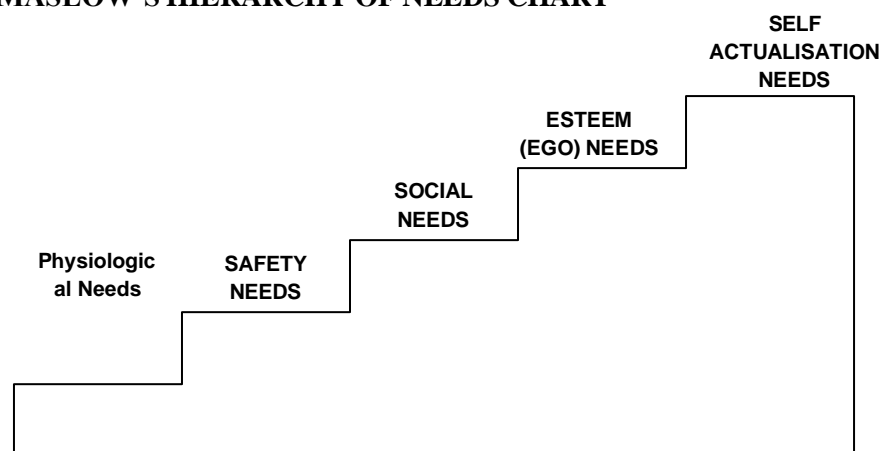 MASLOW'S HIERARCHY OF NEEDS CHART
SELF
ACTUALISATION
NEEDS
ESTEEM
(EGO) NEEDS
SOCIAL
NEEDS
Physiologic
al Needs
SAFETY
NEEDS